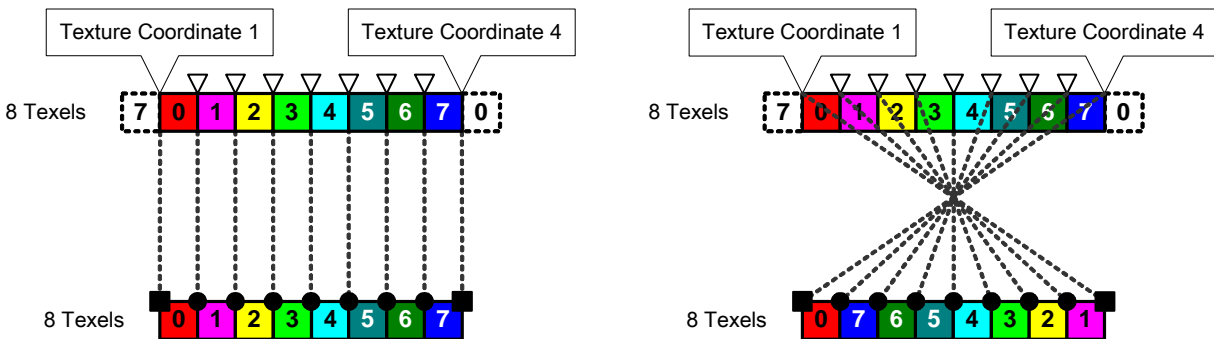 Texture Coordinate 1 Texture Coordinate 4 Texture Coordinate 1 Texture Coordinate 4
8 Texels 7 0 1 2 3 4 5 6 7 0 8 Texels 7 0 1 2 3 4 5 6 7 0
8 Texels 0 1 2 3 4 5 6 7 8 Texels 0 7 6 5 4 3 2 1